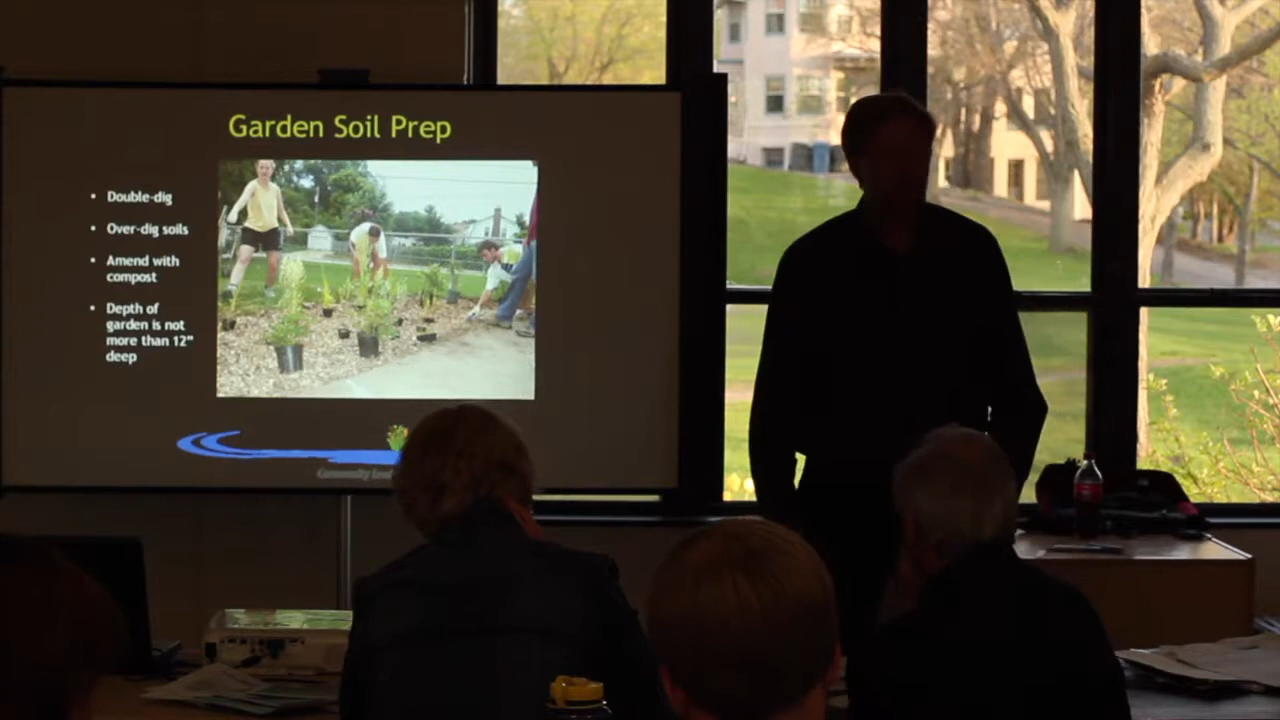 Garden Soil Prep
• Double-dig
• Over-dig soils
• Amend with
compost
• Depth of
garden is not
more than 12"
deep
Community